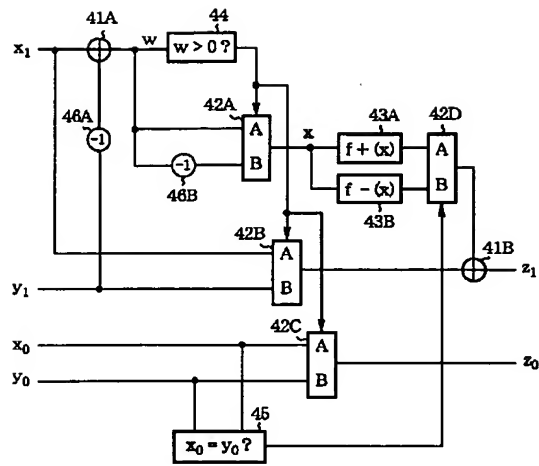 41A
44
x₁
w
w > 0 ?
46A
42A
43A
42D
-1
A
x
f + (x)
A
B
-1
f − (x)
B
46B
43B
42B
A
41B
z₁
y₁
B
42C
x₀
A
z₀
y₀
B
45
x₀ = y₀ ?